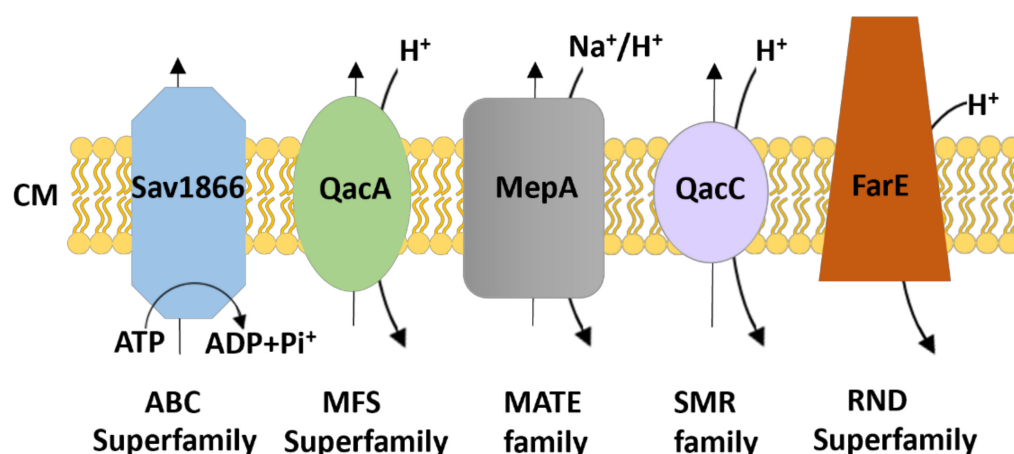 H⁺
Na⁺/H⁺
H⁺
H⁺
CM
Sav1866
QacA
MepA
QacC
FarE
ATP
ADP+Pi⁺
ABC
Superfamily
MFS
Superfamily
MATE
family
SMR
family
RND
Superfamily